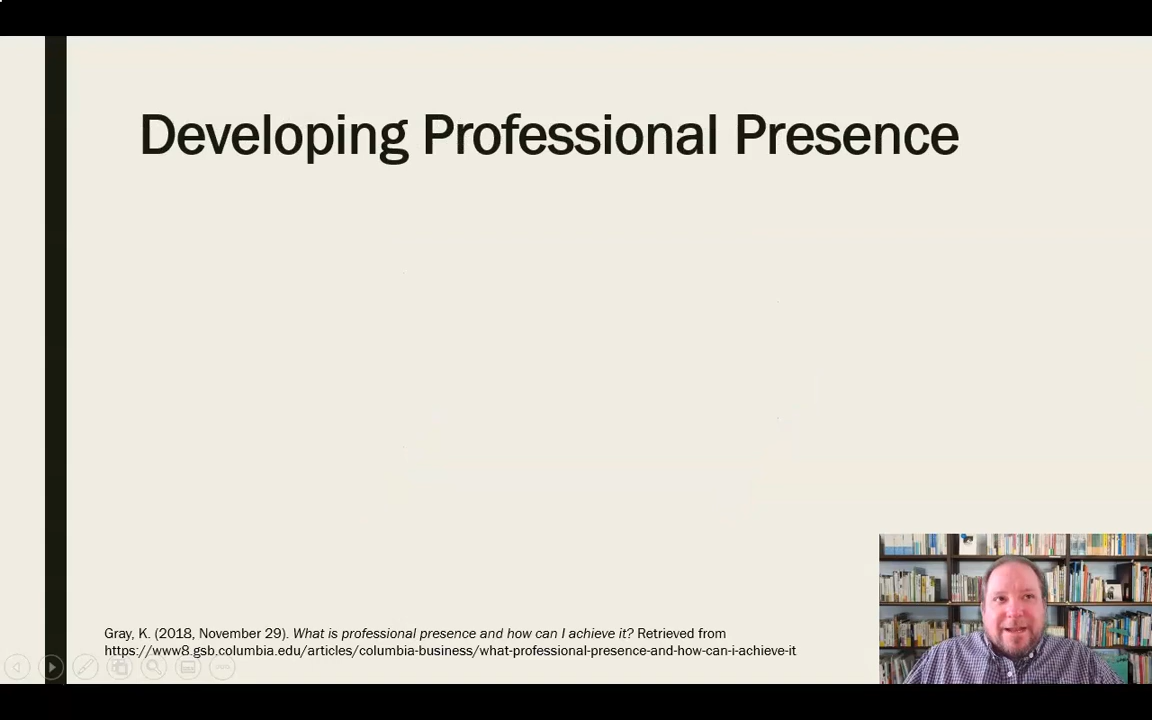 Developing Professional Presence
Gray, K. (2018, November 29). What is professional presence and how can I achieve it? Retrieved from
https://www8.gsb.columbia.edu/articles/columbia-business/what-professional-presence-and-how-can-i-achieve-it